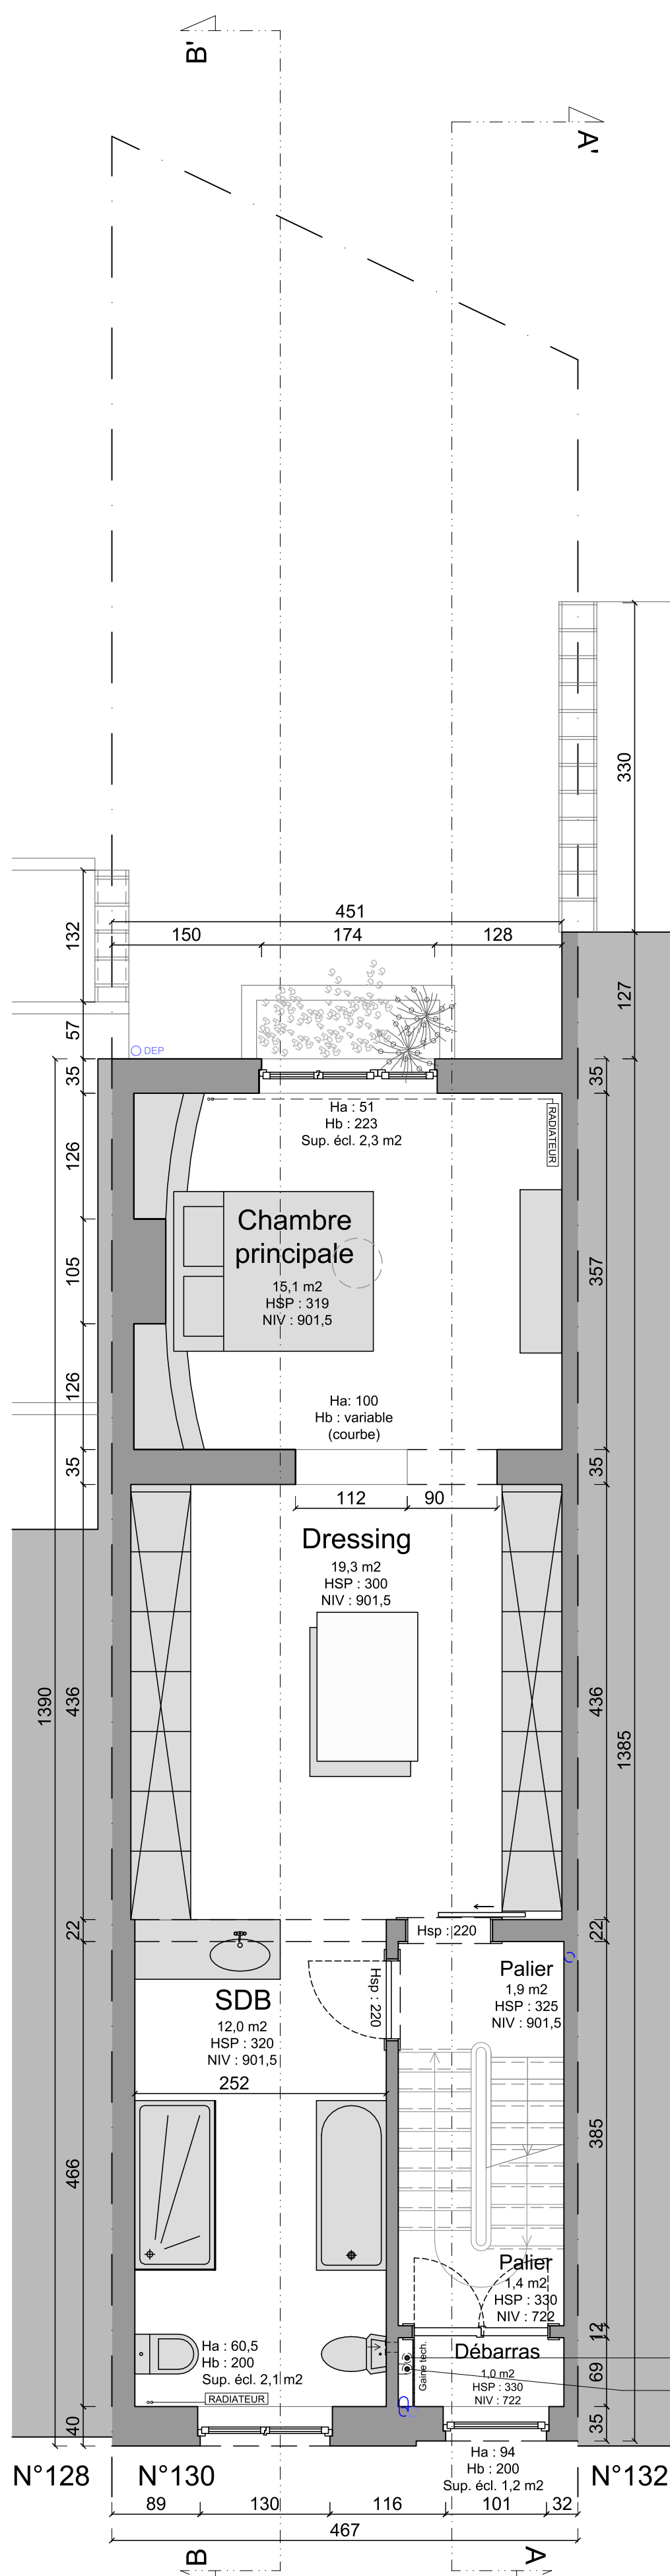 B'
A'
330
451
150
174
128
132
57
127
DEP
35
35
Ha : 51
Hb : 223
Sup. écl. 2,3 m2
RADIATEUR
126
Chambre
principale
15,1 m2
HSP : 319
NIV : 901,5
105
357
126
Ha: 100
Hb : variable
(courbe)
35
35
112
90
Dressing
19,3 m2
HSP : 300
NIV : 901,5
1390
436
436
1385
22
Hsp : 220
22
SDB
12,0 m2
HSP : 320
NIV : 901,5
Hsp : 220
Palier
1,9 m2
HSP : 325
NIV : 901,5
252
466
385
Palier
1,4 m2
HSP : 330
NIV : 722
12
Ha : 60,5
Hb : 200
Sup. écl. 2,1 m2
RADIATEUR
Gaine tech.
Débarras
1,0 m2
HSP : 330
NIV : 722
69
40
35
Ha : 94
Hb : 200
Sup. écl. 1,2 m2
N°128
N°130
N°132
89
130
116
101
32
467
B
A